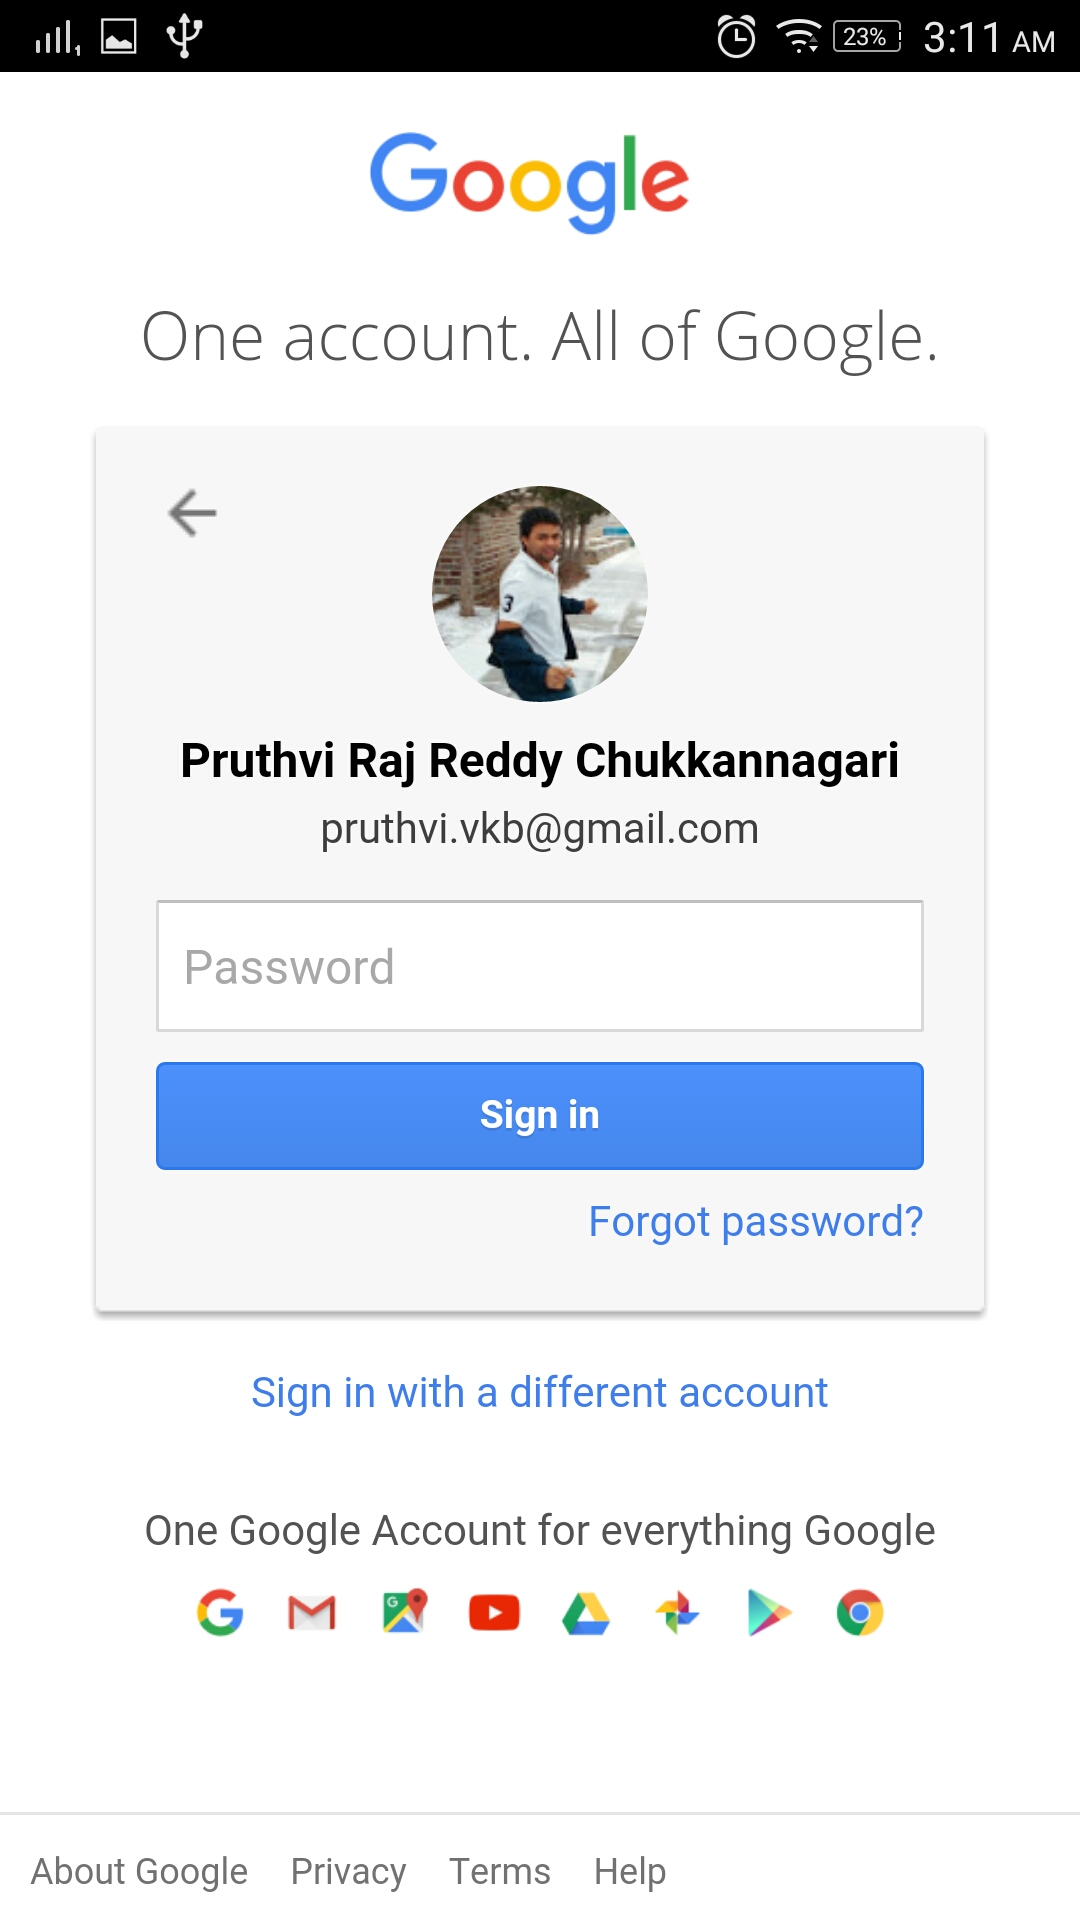 23% 3:11 AM
Google
One account. All of Google.
3
Pruthvi Raj Reddy Chukkannagari
pruthvi.vkb@gmail.com
Password
Sign in
Forgot password?
Sign in with a different account
One Google Account for everything Google
About Google Privacy Terms Help